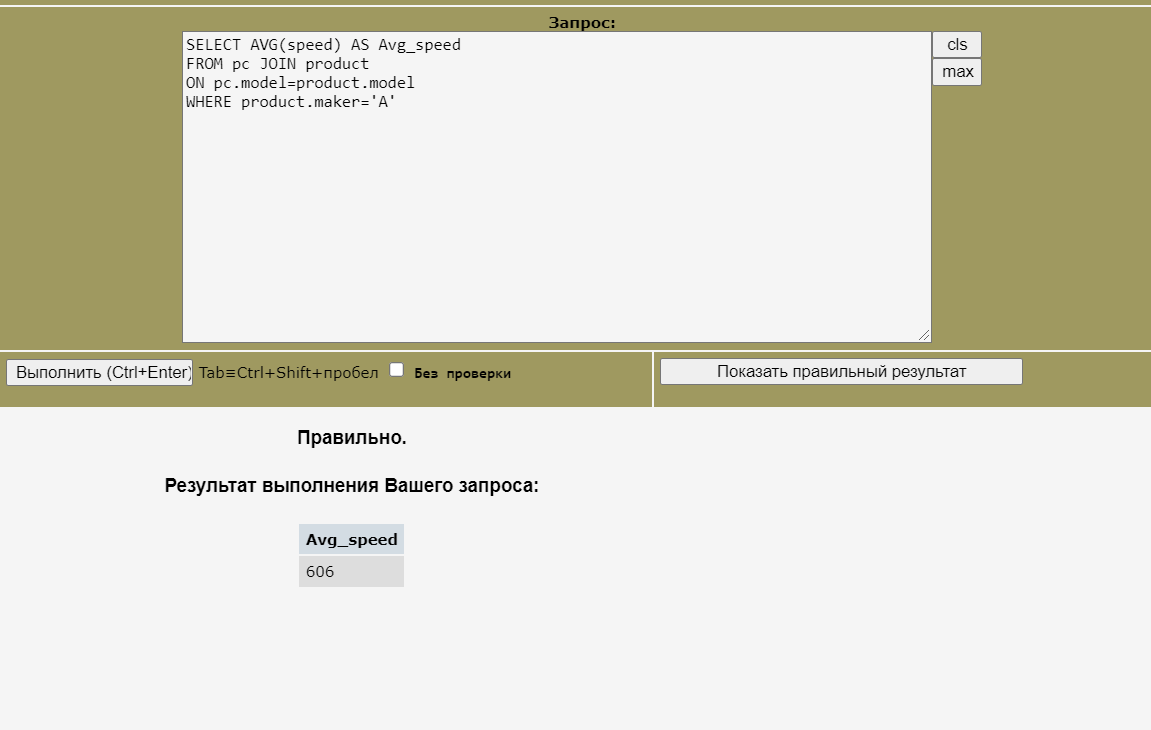 Запрос:
SELECT AVG(speed) AS Avg_speed
FROM pc JOIN product
ON pc.model=product.model
WHERE product.maker='A'
cls
max
Выполнить (Ctrl+Enter) Tab≡Ctrl+Shift+пробел Без проверки
Показать правильный результат
Правильно.
Результат выполнения Вашего запроса:
Avg_speed
606